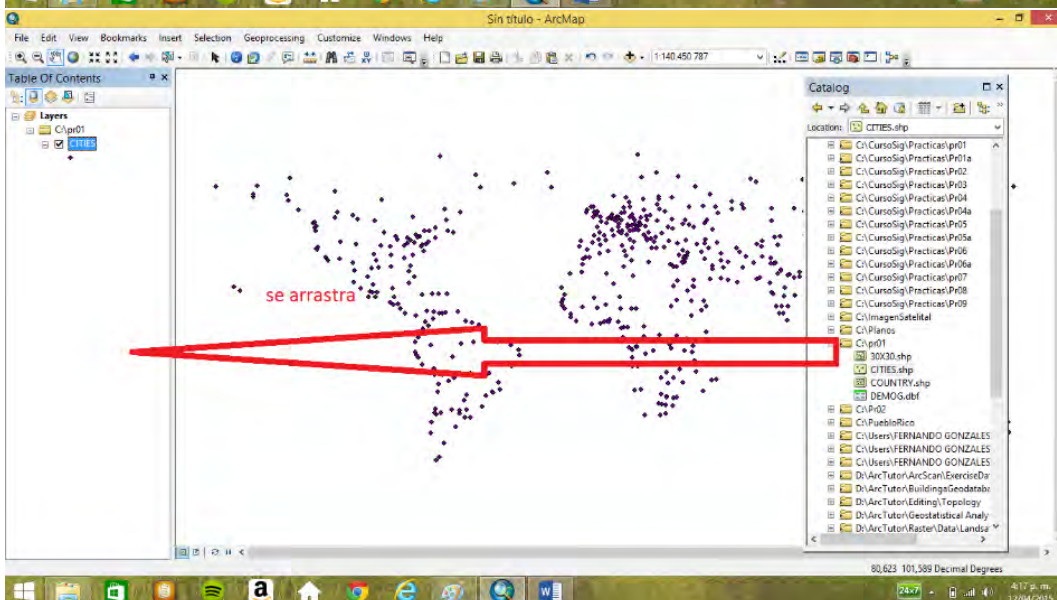 Sin título - ArcMap
File Edit View Bookmarks Insert Selection Geoprocessing Customize Windows Help
1:140.450.787
Table Of Contents
Layers
C:\pr01
CITIES
se arrastra
Catalog
Location: CITIES.shp
C:\CursoSig\Practicas\pr01
C:\CursoSig\Practicas\Pr01a
C:\CursoSig\Practicas\Pr02
C:\CursoSig\Practicas\Pr03
C:\CursoSig\Practicas\Pr04
C:\CursoSig\Practicas\Pr04a
C:\CursoSig\Practicas\Pr05
C:\CursoSig\Practicas\Pr05a
C:\CursoSig\Practicas\Pr06
C:\CursoSig\Practicas\Pr06a
C:\CursoSig\Practicas\pr07
C:\CursoSig\Practicas\Pr08
C:\CursoSig\Practicas\Pr09
C:\ImagenSatelital
C:\Planos
C:\pr01
30X30.shp
CITIES.shp
COUNTRY.shp
DEMOG.dbf
C:\Pr02
C:\PuebloRico
C:\Users\FERNANDO GONZALES
C:\Users\FERNANDO GONZALES
C:\Users\FERNANDO GONZALES
D:\ArcTutor\ArcScan\ExerciseDa
D:\ArcTutor\BuildingaGeodataba
D:\ArcTutor\Editing\Topology
D:\ArcTutor\Geostatistical Analy
D:\ArcTutor\Raster\Data\Landsa
80,623 101,589 Decimal Degrees
a
24x7
4:17 p. m.
12/04/2015